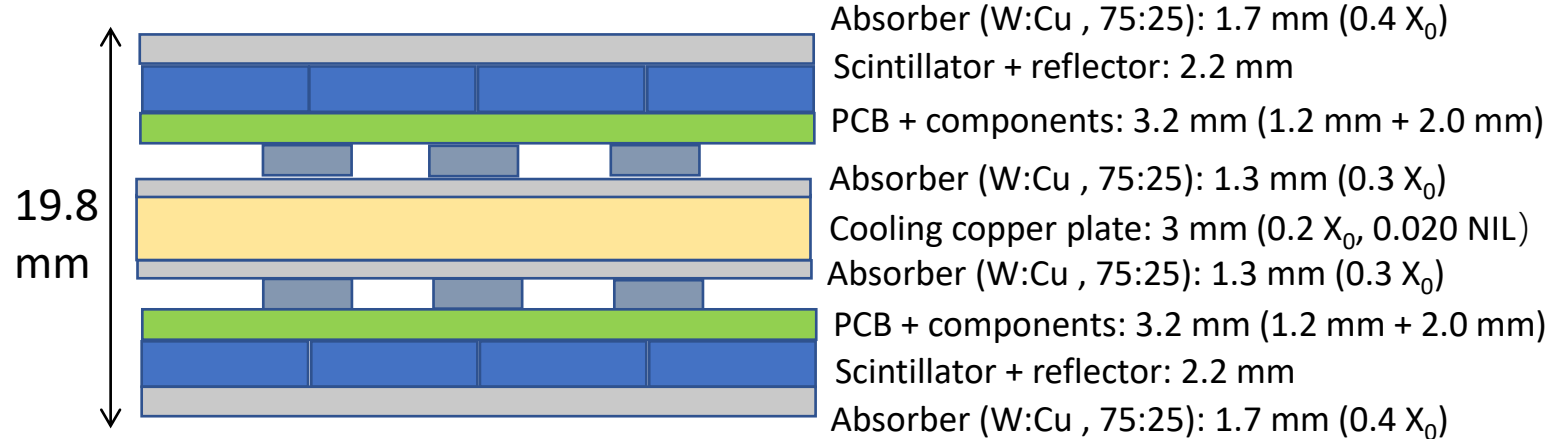 Absorber (W:Cu , 75:25): 1.7 mm (0.4 X₀)
Scintillator + reflector: 2.2 mm
PCB + components: 3.2 mm (1.2 mm + 2.0 mm)
Absorber (W:Cu , 75:25): 1.3 mm (0.3 X₀)
19.8
mm
Cooling copper plate: 3 mm (0.2 X₀, 0.020 NIL）
Absorber (W:Cu , 75:25): 1.3 mm (0.3 X₀)
PCB + components: 3.2 mm (1.2 mm + 2.0 mm)
Scintillator + reflector: 2.2 mm
Absorber (W:Cu , 75:25): 1.7 mm (0.4 X₀)